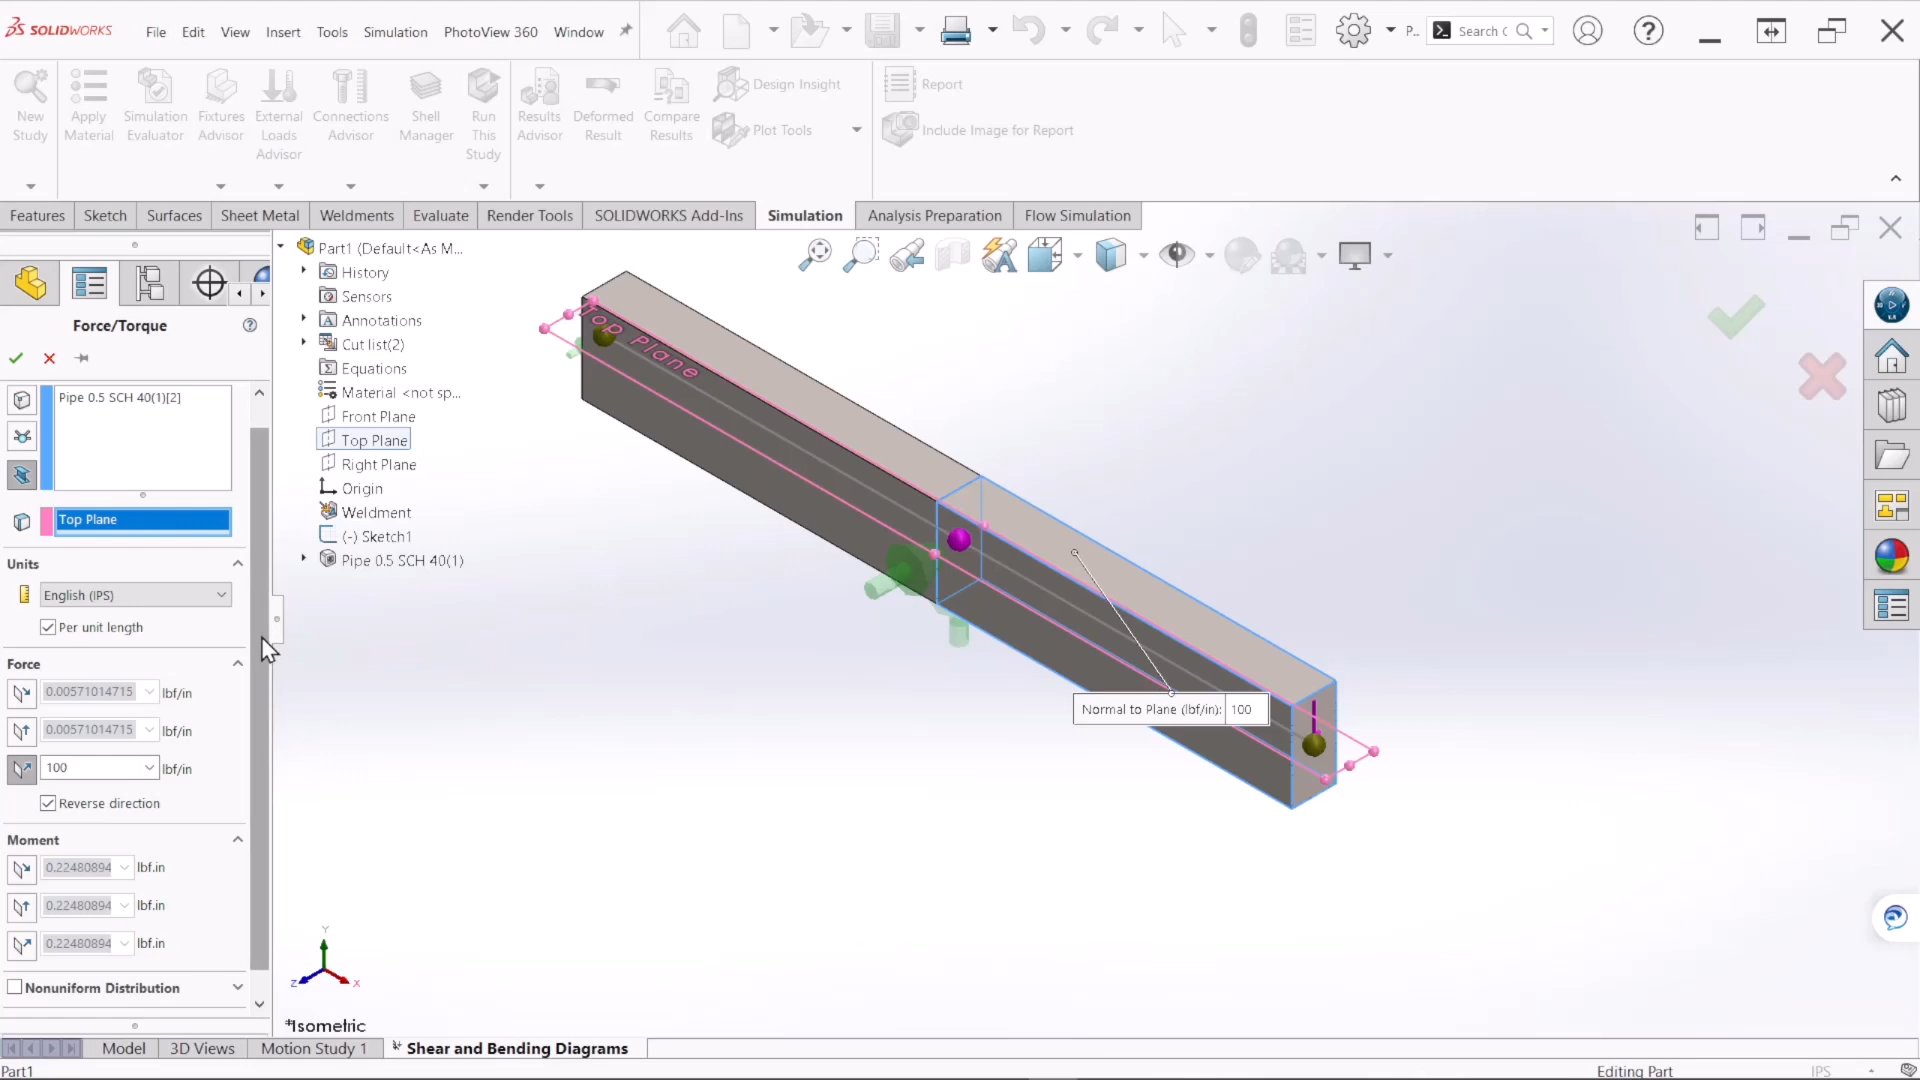 SOLIDWORKS
File Edit View Insert Tools Simulation PhotoView 360 Window
P..
Search C
New Study
Apply Material
Simulation Evaluator
Fixtures Advisor
External Loads Advisor
Connections Advisor
Shell Manager
Run This Study
Results Advisor
Deformed Result
Compare Results
Design Insight
Plot Tools
Report
Include Image for Report
Features Sketch Surfaces Sheet Metal Weldments Evaluate Render Tools SOLIDWORKS Add-Ins Simulation Analysis Preparation Flow Simulation
Force/Torque
Pipe 0.5 SCH 40(1)[2]
Top Plane
Units
English (IPS)
Per unit length
Force
0.00571014715 lbf/in
0.00571014715 lbf/in
100 lbf/in
Reverse direction
Moment
0.22480894 lbf.in
0.22480894 lbf.in
0.22480894 lbf.in
Nonuniform Distribution
Part1 (Default<As M...
History
Sensors
Annotations
Cut list(2)
Equations
Material <not sp...
Front Plane
Top Plane
Right Plane
Origin
Weldment
(-) Sketch1
Pipe 0.5 SCH 40(1)
Top Plane
Normal to Plane (lbf/in): 100
Y
Z
X
*Isometric
Model 3D Views Motion Study 1 Shear and Bending Diagrams
Part1
Editing Part
IPS